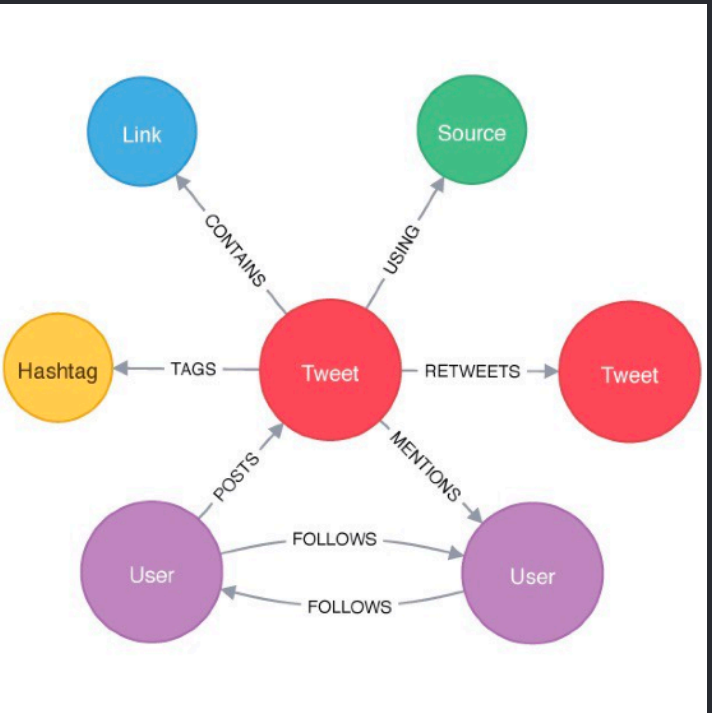 Link
Source
CONTAINS
USING
Hashtag
TAGS
Tweet
RETWEETS
Tweet
POSTS
MENTIONS
User
FOLLOWS
User
FOLLOWS